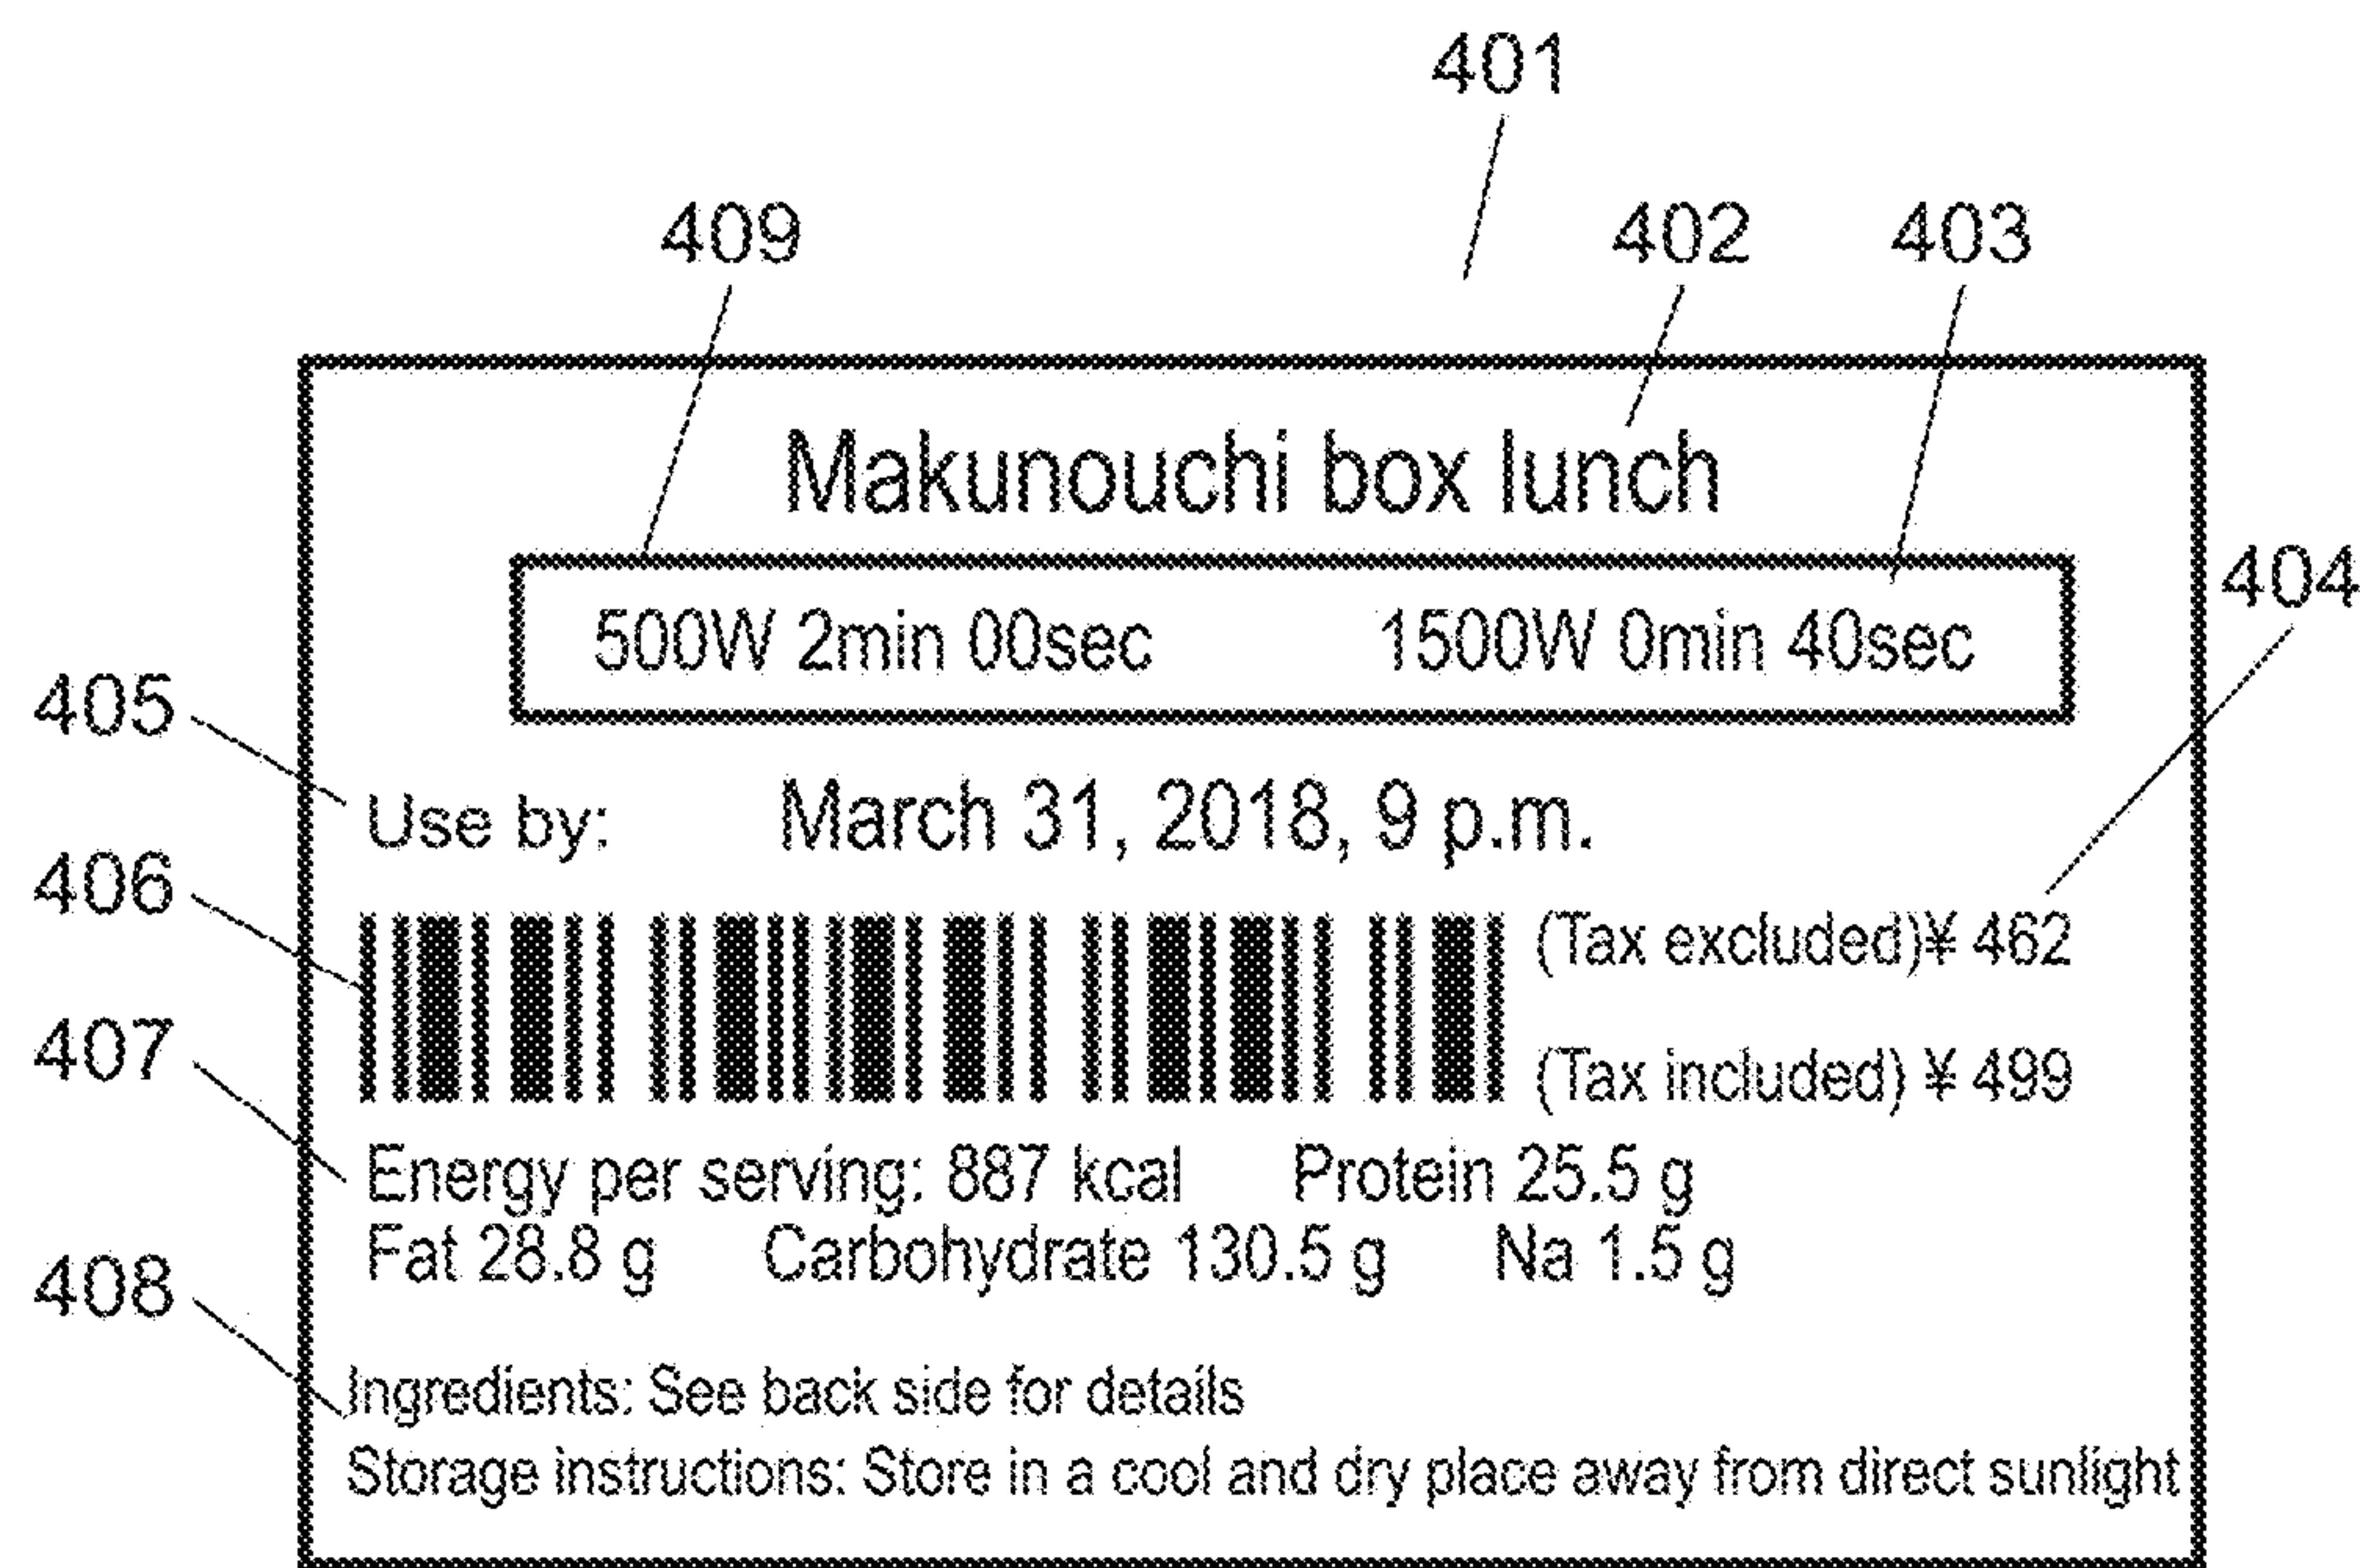 401
409 402 403
Makunouchi box lunch
404
500W 2min 00sec 1500W 0min 40sec
405
Use by: March 31, 2018, 9 p.m.
406
(Tax excluded)¥ 462
407
(Tax included) ¥ 499
Energy per serving: 887 kcal Protein 25.5 g
Fat 28.8 g Carbohydrate 130.5 g Na 1.5 g
408
Ingredients: See back side for details
Storage instructions: Store in a cool and dry place away from direct sunlight